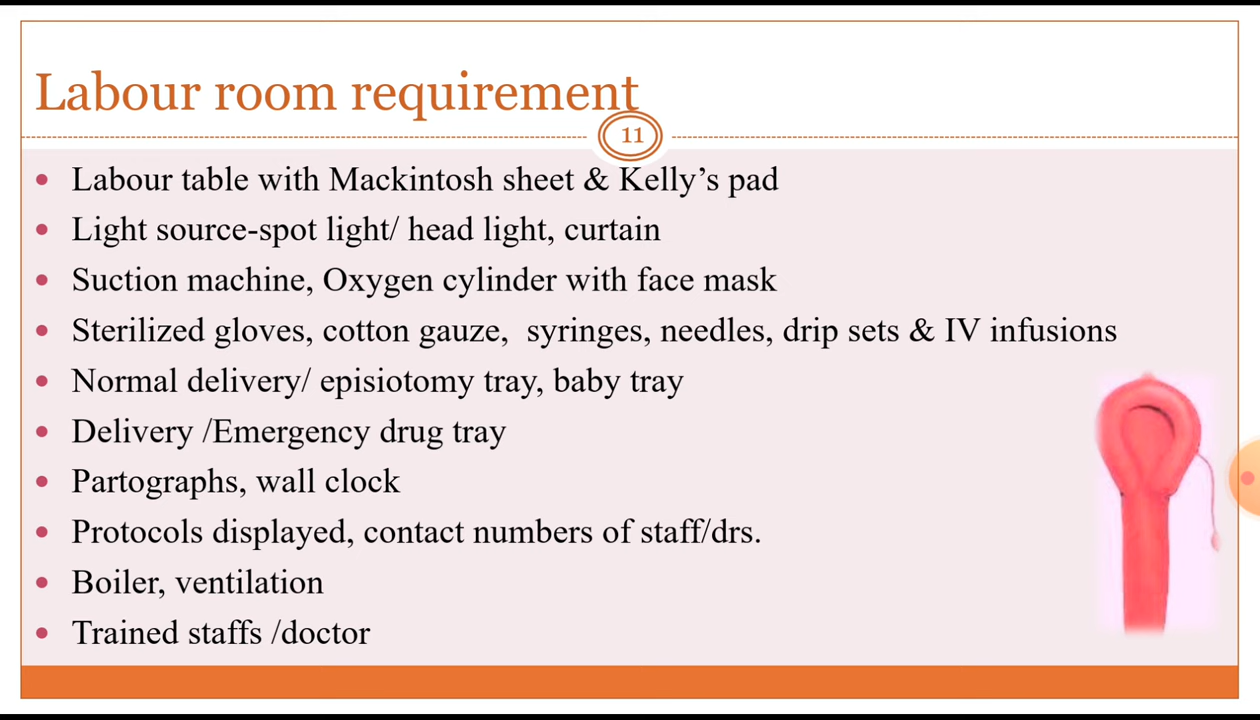 Labour room requirement
11
• Labour table with Mackintosh sheet & Kelly’s pad
• Light source-spot light/ head light, curtain
• Suction machine, Oxygen cylinder with face mask
• Sterilized gloves, cotton gauze,  syringes, needles, drip sets & IV infusions
• Normal delivery/ episiotomy tray, baby tray
• Delivery /Emergency drug tray
• Partographs, wall clock
• Protocols displayed, contact numbers of staff/drs.
• Boiler, ventilation
• Trained staffs /doctor